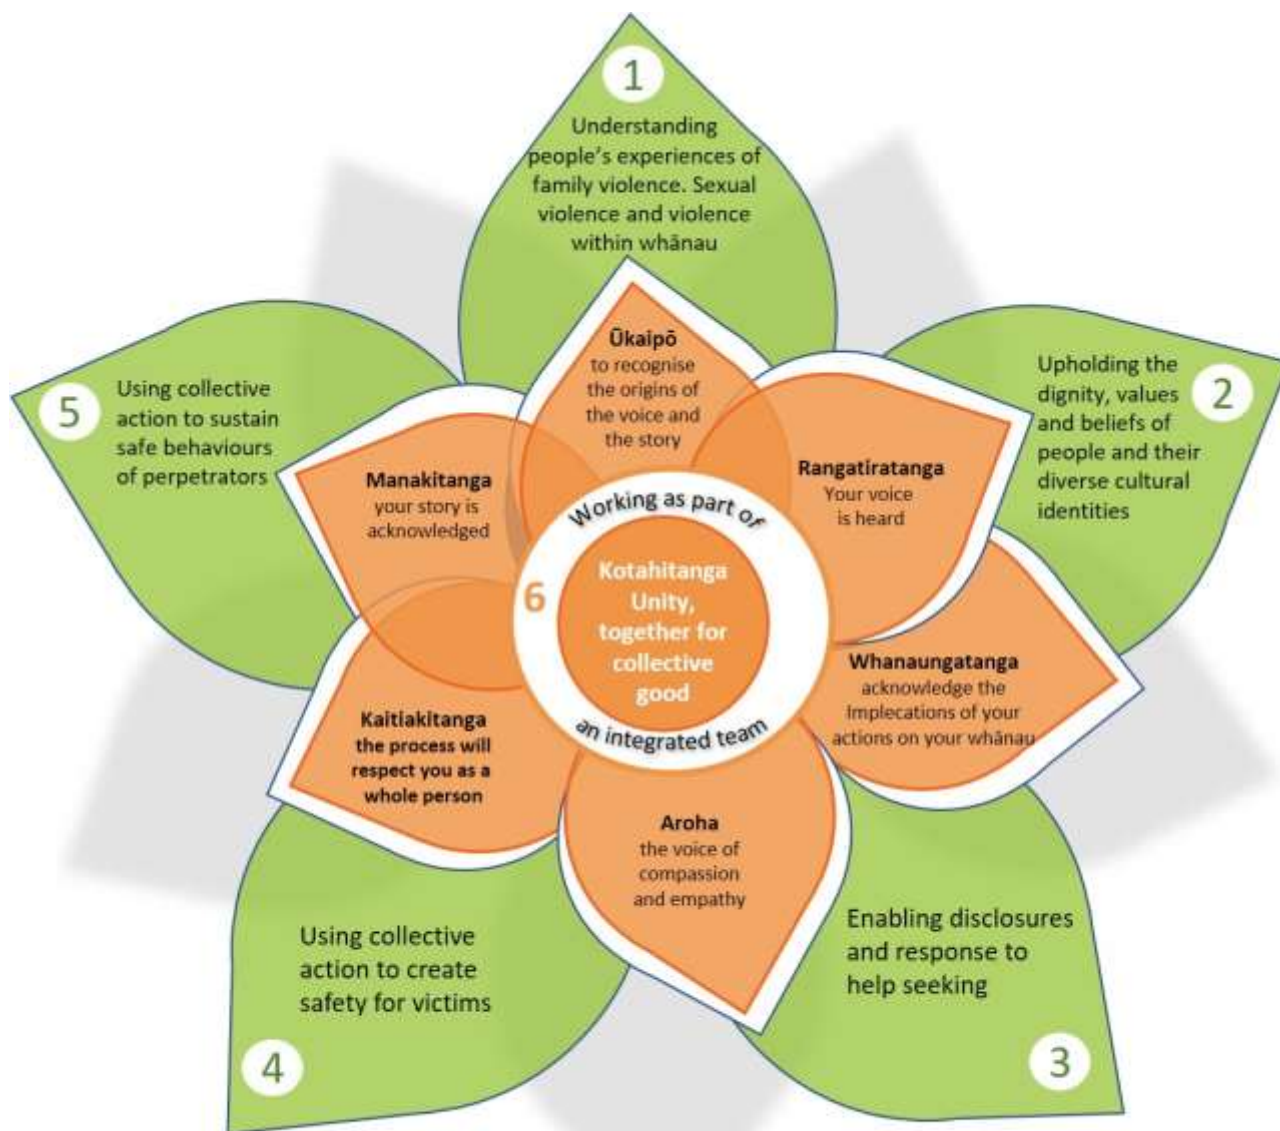 1
Understanding
people's experiences of
family violence. Sexual
violence and violence
within whānau
2
Upholding the
dignity, values
and beliefs of
people and their
diverse cultural
identities
3
Enabling disclosures
and response to
help seeking
4
Using collective
action to create
safety for victims
5
Using collective
action to sustain
safe behaviours
of perpetrators
Ūkaipō
to recognise
the origins of
the voice and
the story
Rangatiratanga
Your voice
is heard
Whanaungatanga
acknowledge the
Implecations of your
actions on your whānau
Aroha
the voice of
compassion
and empathy
Kaitiakitanga
the process will
respect you as a
whole person
Manakitanga
your story is
acknowledged
6
Working as part of
an integrated team
Kotahitanga
Unity,
together for
collective
good